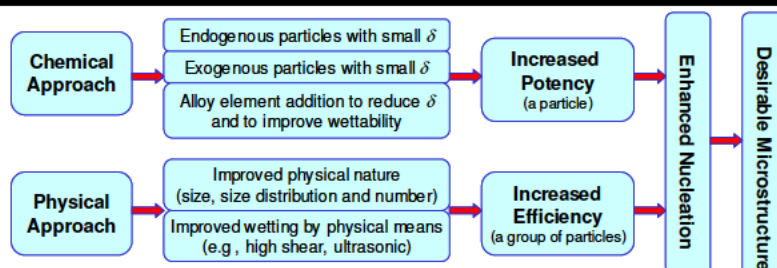 Chemical
Approach
Endogenous particles with small δ
Exogenous particles with small δ
Alloy element addition to reduce δ
and to improve wettability
Increased
Potency
(a particle)
Physical
Approach
Improved physical nature
(size, size distribution and number)
Improved wetting by physical means
(e.g, high shear, ultrasonic)
Increased
Efficiency
(a group of particles)
Enhanced Nucleation
Desirable Microstructure